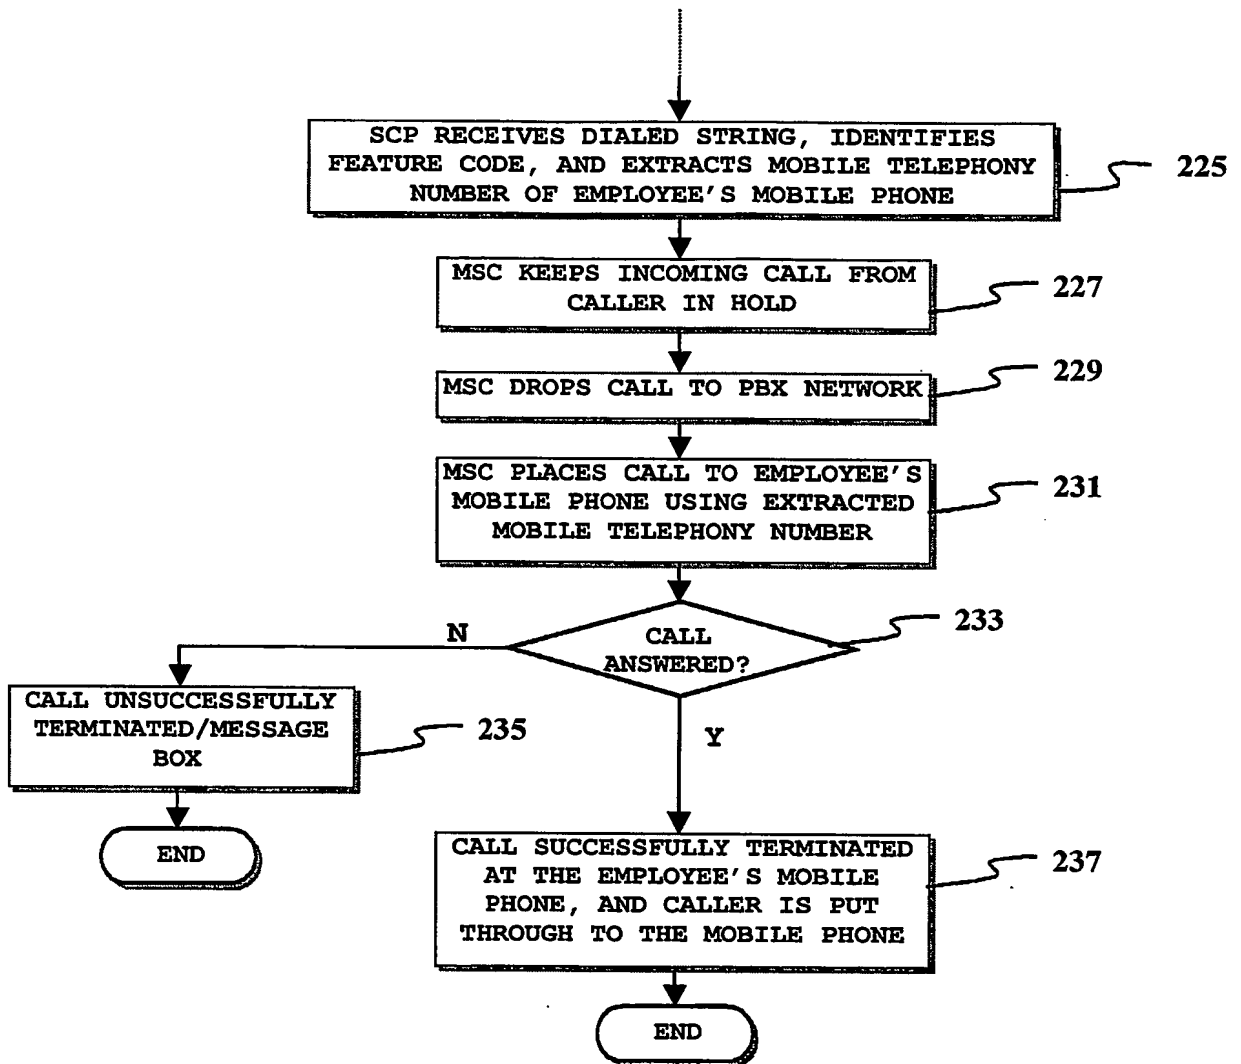 SCP RECEIVES DIALED STRING, IDENTIFIES
FEATURE CODE, AND EXTRACTS MOBILE TELEPHONY
NUMBER OF EMPLOYEE'S MOBILE PHONE
225
MSC KEEPS INCOMING CALL FROM
CALLER IN HOLD
227
MSC DROPS CALL TO PBX NETWORK
229
MSC PLACES CALL TO EMPLOYEE'S
MOBILE PHONE USING EXTRACTED
MOBILE TELEPHONY NUMBER
231
CALL
ANSWERED?
233
N
CALL UNSUCCESSFULLY
TERMINATED/MESSAGE
BOX
235
END
Y
CALL SUCCESSFULLY TERMINATED
AT THE EMPLOYEE'S MOBILE
PHONE, AND CALLER IS PUT
THROUGH TO THE MOBILE PHONE
237
END